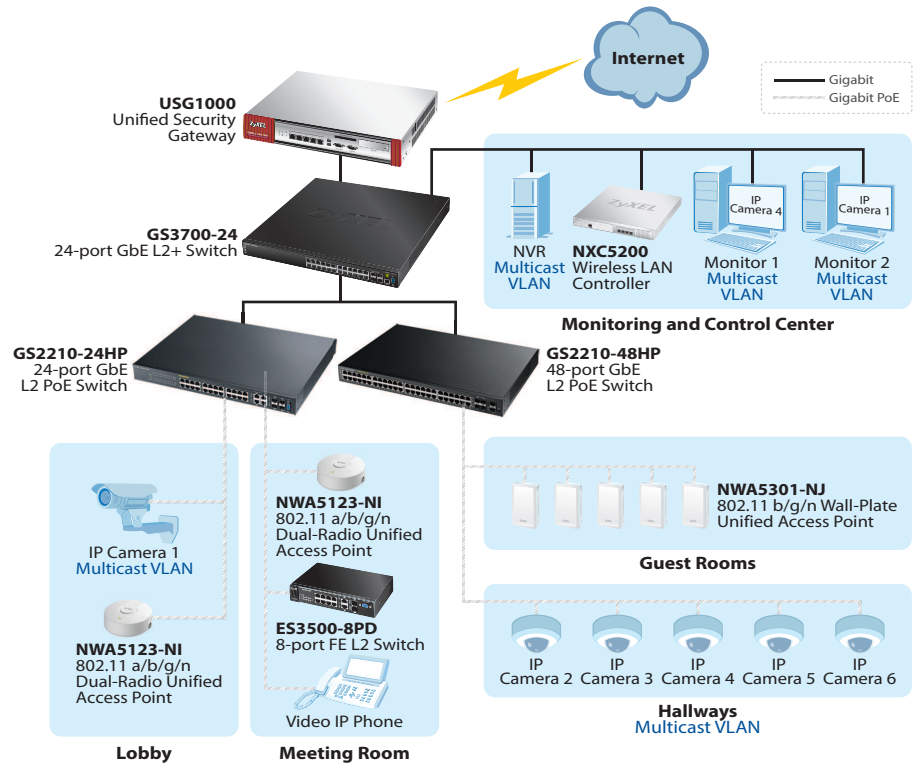 Internet
Gigabit
Gigabit PoE
USG1000
Unified Security
Gateway
ZyXEL
GS3700-24
24-port GbE L2+ Switch
ZyXEL
NVR
Multicast
VLAN
ZyXEL
NXC5200
Wireless LAN
Controller
IP
Camera 4
Monitor 1
Multicast
VLAN
IP
Camera 1
Monitor 2
Multicast
VLAN
Monitoring and Control Center
GS2210-24HP
24-port GbE
L2 PoE Switch
GS2210-48HP
48-port GbE
L2 PoE Switch
IP Camera 1
Multicast VLAN
NWA5123-NI
802.11 a/b/g/n
Dual-Radio Unified
Access Point
Lobby
NWA5123-NI
802.11 a/b/g/n
Dual-Radio Unified
Access Point
ES3500-8PD
8-port FE L2 Switch
Video IP Phone
Meeting Room
NWA5301-NJ
802.11 b/g/n Wall-Plate
Unified Access Point
Guest Rooms
IP
Camera 2
IP
Camera 3
IP
Camera 4
IP
Camera 5
IP
Camera 6
Hallways
Multicast VLAN